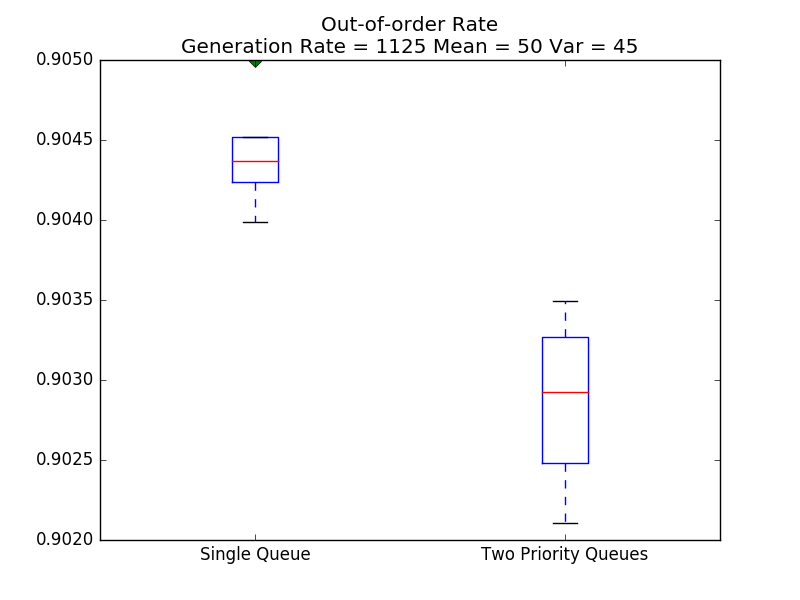 Out-of-order Rate
Generation Rate = 1125 Mean = 50 Var = 45
0.9050
0.9045
0.9040
0.9035
0.9030
0.9025
0.9020
Single Queue
Two Priority Queues